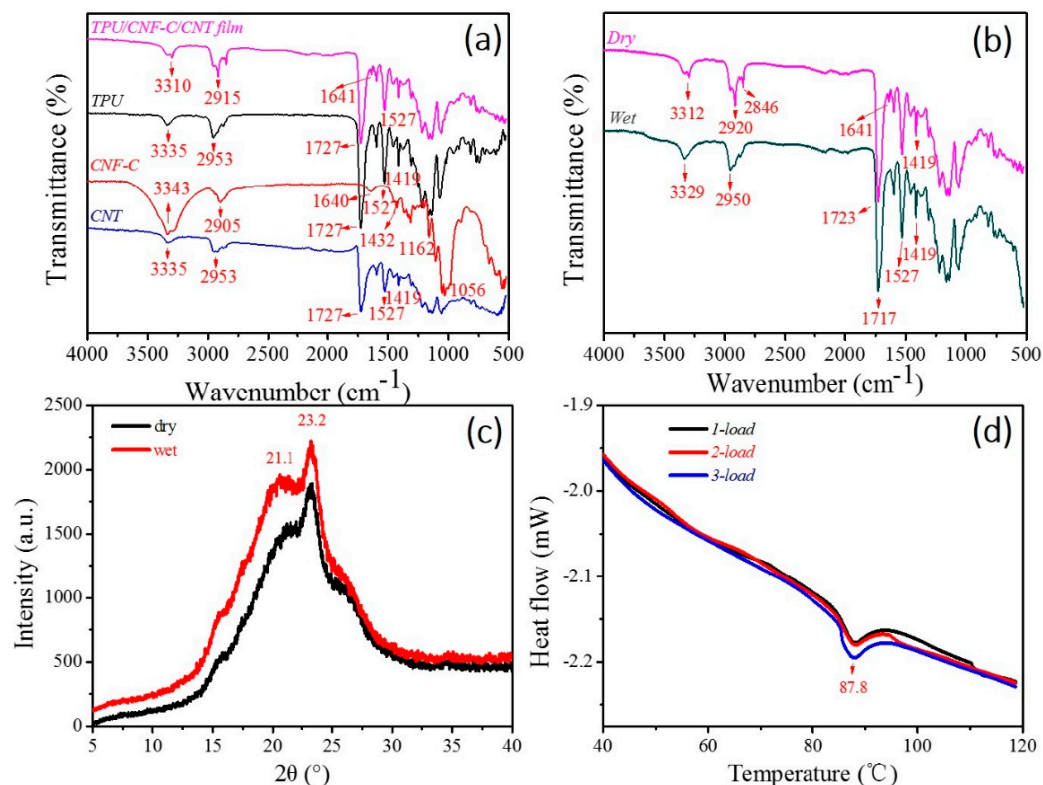 (a)
TPU/CNF-C/CNT film
3310
2915
1641
1527
TPU
3335
2953
1727
1419
CNF-C
3343
2905
1640
1527
1432
1162
1727
1056
CNT
3335
2953
1419
1727
1527
4000 3500 3000 2500 2000 1500 1000 500
Wavenumber (cm-1)
Transmittance (%)
(b)
Dry
3312
2920
2846
1641
1419
Wet
3329
2950
1723
1527
1419
1717
4000 3500 3000 2500 2000 1500 1000 500
Wavenumber (cm-1)
Transmittance (%)
(c)
dry
wet
21.1
23.2
2500
2000
1500
1000
500
0
5 10 15 20 25 30 35 40
2θ (°)
Intensity (a.u.)
(d)
1-load
2-load
3-load
87.8
-1.9
-2.0
-2.1
-2.2
40 60 80 100 120
Temperature (℃)
Heat flow (mW)